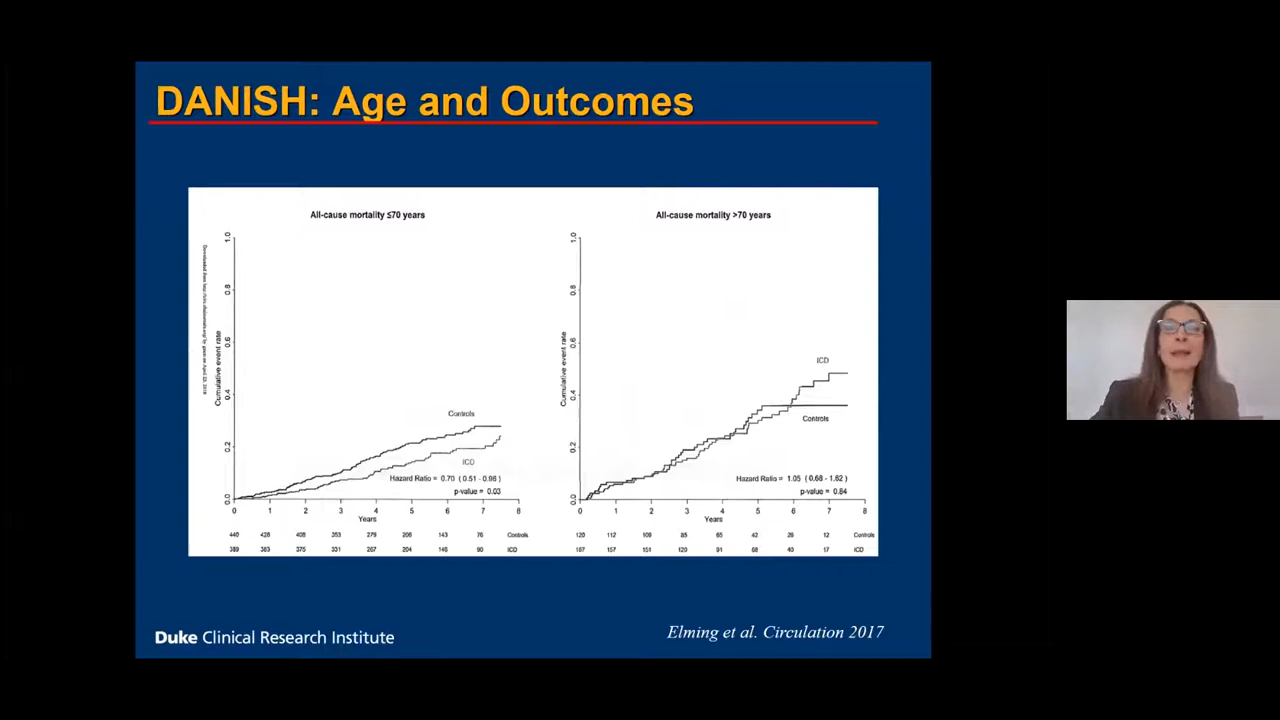 DANISH: Age and Outcomes
All-cause mortality ≤70 years
Cumulative event rate
1.0
0.8
0.6
0.4
0.2
0.0
Controls
ICD
Hazard Ratio = 0.70 (0.51 - 0.96)
p-value = 0.03
0 1 2 3 4 5 6 7 8
Years
440 428 408 353 279 208 143 76 Controls
389 383 375 331 267 204 146 90 ICD
All-cause mortality >70 years
Cumulative event rate
1.0
0.8
0.6
0.4
0.2
0.0
ICD
Controls
Hazard Ratio = 1.05 (0.68 - 1.62)
p-value = 0.84
0 1 2 3 4 5 6 7 8
Years
120 112 85 65 42 12 Controls
157 151 120 91 68 40 17 ICD
Duke Clinical Research Institute
Elming et al. Circulation 2017